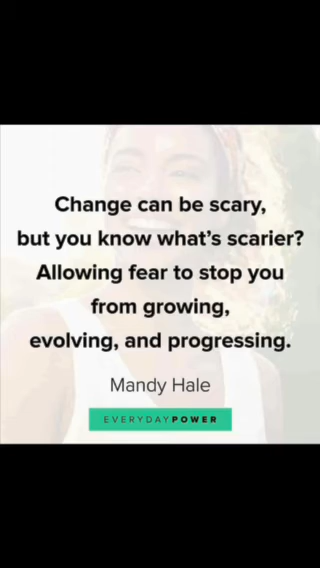 Change can be scary,
but you know what's scarier?
Allowing fear to stop you
from growing,
evolving, and progressing.
Mandy Hale
EVERYDAYPOWER